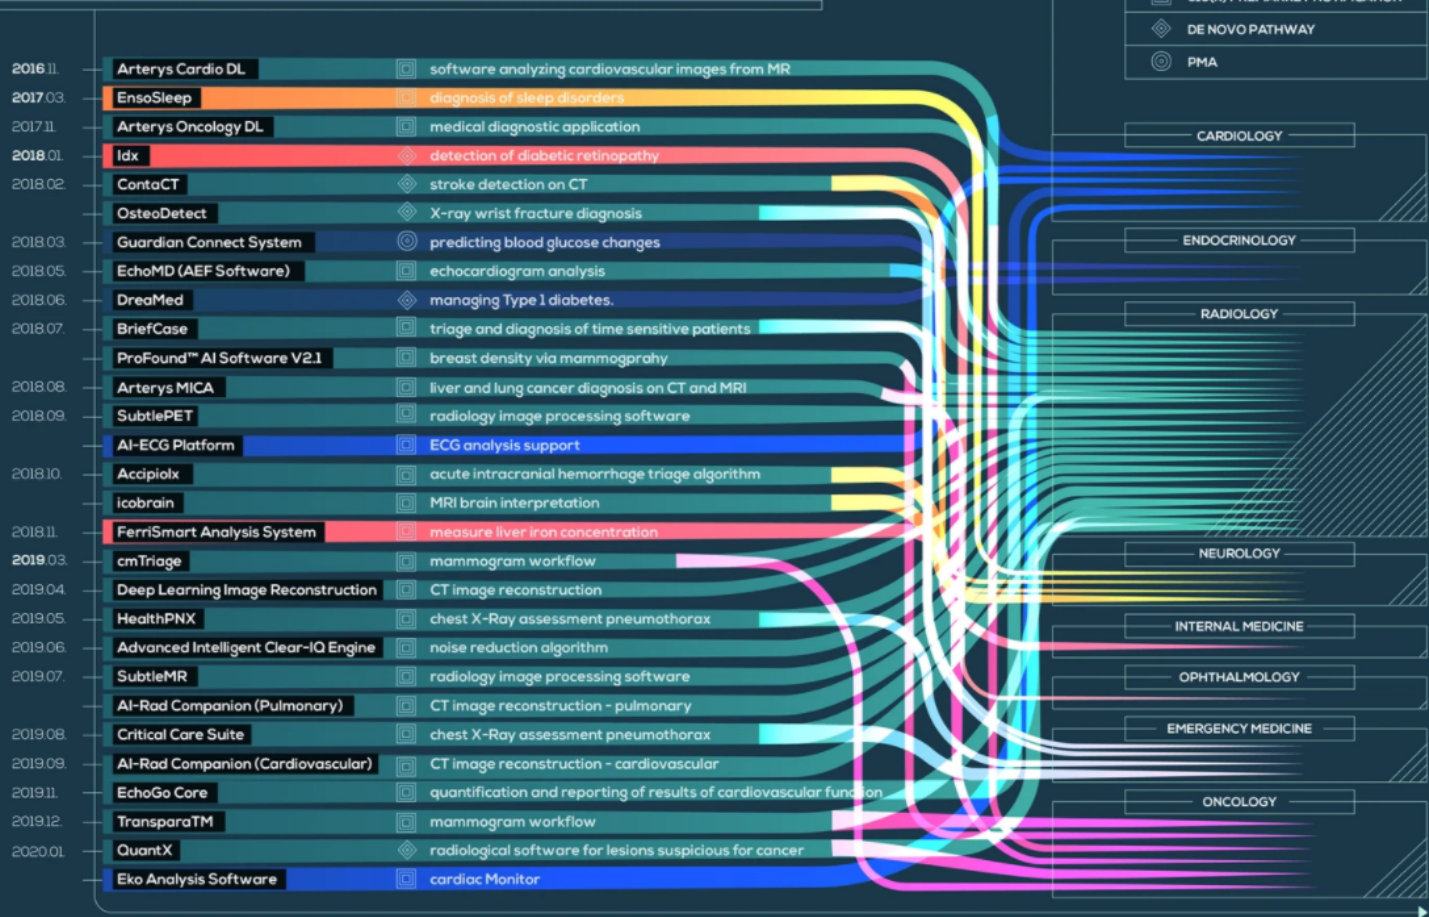 DE NOVO PATHWAY
PMA
2016.11. Arterys Cardio DL software analyzing cardiovascular images from MR
2017.03. EnsoSleep diagnosis of sleep disorders
2017.11. Arterys Oncology DL medical diagnostic application
2018.01. Idx detection of diabetic retinopathy
2018.02. ContaCT stroke detection on CT
OsteoDetect X-ray wrist fracture diagnosis
2018.03. Guardian Connect System predicting blood glucose changes
2018.05. EchoMD (AEF Software) echocardiogram analysis
2018.06. DreaMed managing Type 1 diabetes.
2018.07. BriefCase triage and diagnosis of time sensitive patients
ProFound™ AI Software V2.1 breast density via mammogprahy
2018.08. Arterys MICA liver and lung cancer diagnosis on CT and MRI
2018.09. SubtlePET radiology image processing software
AI-ECG Platform ECG analysis support
2018.10. Accipiolx acute intracranial hemorrhage triage algorithm
icobrain MRI brain interpretation
2018.11. FerriSmart Analysis System measure liver iron concentration
2019.03. cmTriage mammogram workflow
2019.04. Deep Learning Image Reconstruction CT image reconstruction
2019.05. HealthPNX chest X-Ray assessment pneumothorax
2019.06. Advanced Intelligent Clear-IQ Engine noise reduction algorithm
2019.07. SubtleMR radiology image processing software
AI-Rad Companion (Pulmonary) CT image reconstruction - pulmonary
2019.08. Critical Care Suite chest X-Ray assessment pneumothorax
2019.09. AI-Rad Companion (Cardiovascular) CT image reconstruction - cardiovascular
2019.11. EchoGo Core quantification and reporting of results of cardiovascular function
2019.12. TransparaTM mammogram workflow
2020.01. QuantX radiological software for lesions suspicious for cancer
Eko Analysis Software cardiac Monitor
CARDIOLOGY
ENDOCRINOLOGY
RADIOLOGY
NEUROLOGY
INTERNAL MEDICINE
OPHTHALMOLOGY
EMERGENCY MEDICINE
ONCOLOGY